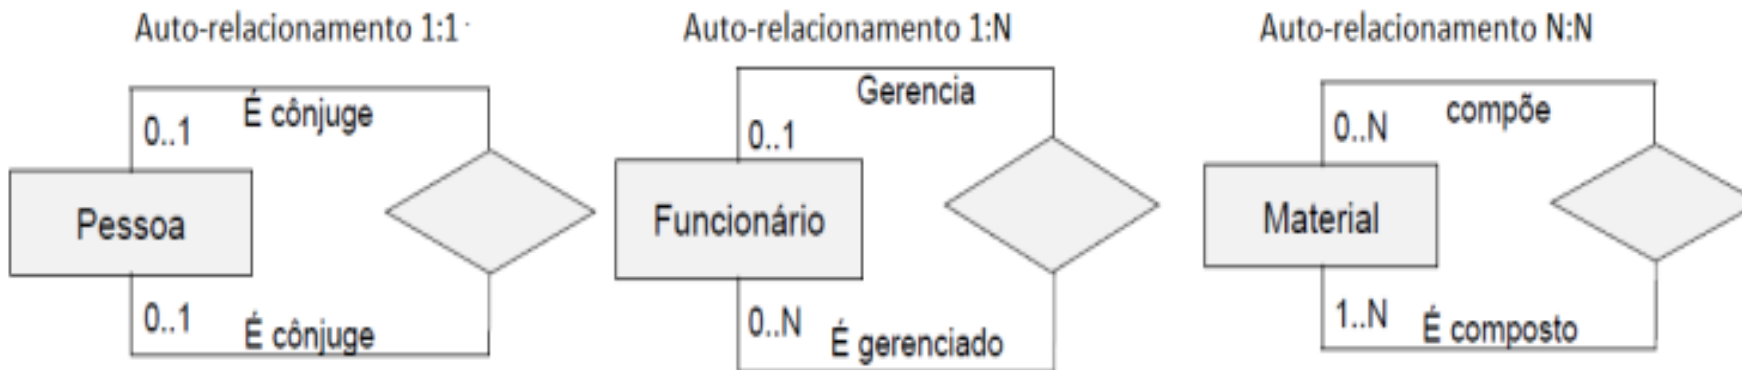 Auto-relacionamento 1:1
É cônjuge
0..1
Pessoa
0..1
É cônjuge
Auto-relacionamento 1:N
Gerencia
0..1
Funcionário
0..N
É gerenciado
Auto-relacionamento N:N
compõe
0..N
Material
1..N
É composto